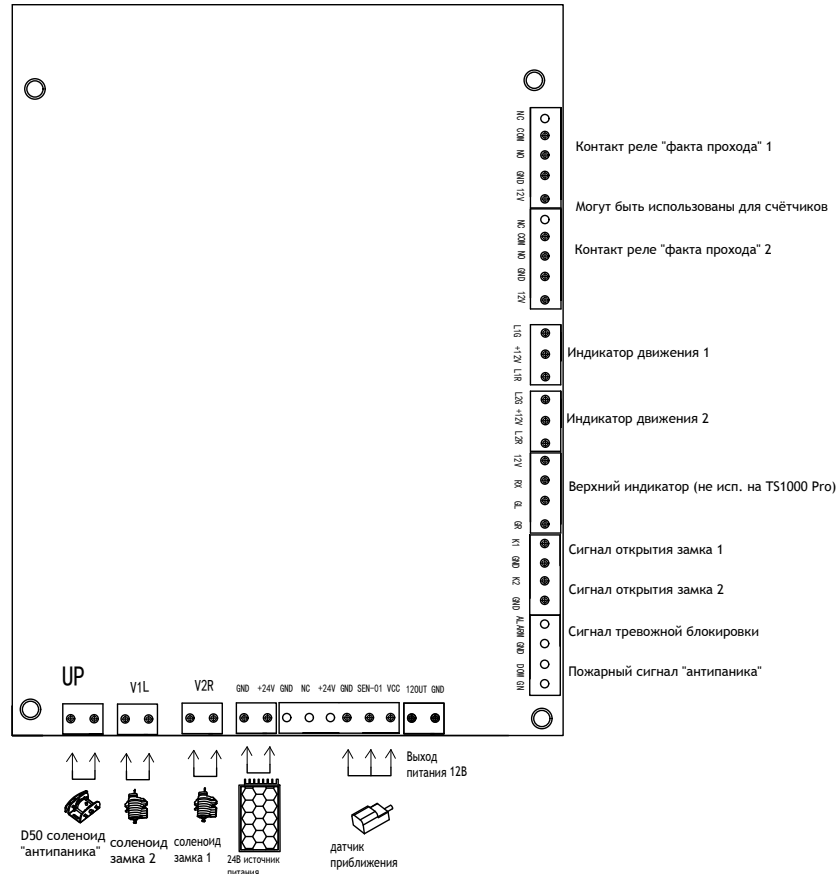 NC
COM
NO
GND
12V
Контакт реле "факта прохода" 1
Могут быть использованы для счётчиков
NC
COM
NO
GND
12V
Контакт реле "факта прохода" 2
L1G
+12V
L1R
Индикатор движения 1
L2G
+12V
L2R
Индикатор движения 2
12V
RX
GL
GR
Верхний индикатор (не исп. на TS1000 Pro)
K1
GND
K2
GND
Сигнал открытия замка 1
Сигнал открытия замка 2
ALARM
GND
DOM
GN
Сигнал тревожной блокировки
Пожарный сигнал "антипаника"
UP
V1L
V2R
GND +24V GND NC +24V GND SEN-01 VCC 12OUT GND
Выход
питания 12В
D50 соленоид
"антипаника"
соленоид
замка 2
соленоид
замка 1
24В источник
питания
датчик
приближения